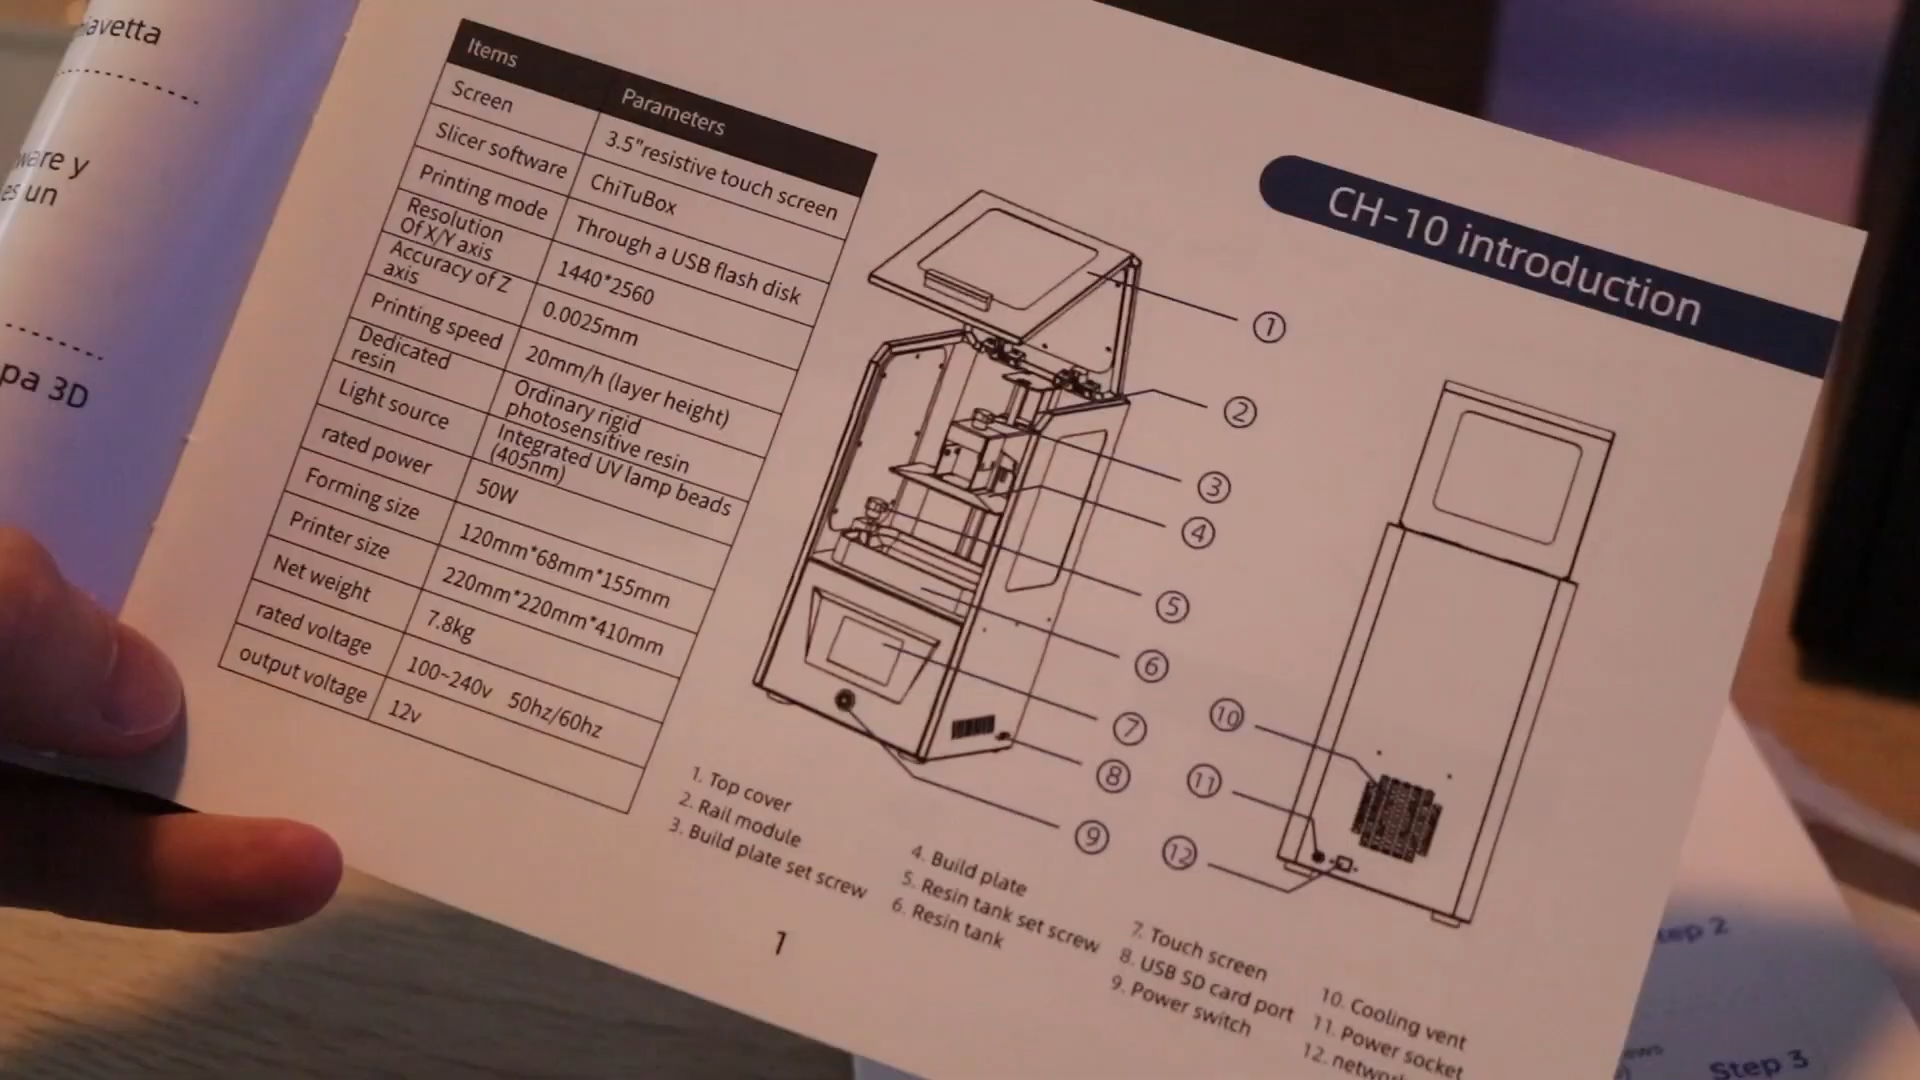 iavetta
ware y
es un
pa 3D
Items Parameters
Screen 3.5"resistive touch screen
Slicer software ChiTuBox
Printing mode Through a USB flash disk
Resolution
Of X/Y axis 1440*2560
Accuracy of Z
axis 0.0025mm
Printing speed 20mm/h (layer height)
Dedicated
resin Ordinary rigid
photosensitive resin
Light source Integrated UV lamp beads
(405nm)
rated power 50W
Forming size 120mm*68mm*155mm
Printer size 220mm*220mm*410mm
Net weight 7.8kg
rated voltage 100~240v 50hz/60hz
output voltage 12v
CH-10 introduction
①
②
③
④
⑤
⑥
⑦
⑧
⑨
⑩
⑪
⑫
1. Top cover
2. Rail module
3. Build plate set screw
4. Build plate
5. Resin tank set screw
6. Resin tank
7. Touch screen
8. USB SD card port
9. Power switch
10. Cooling vent
11. Power socket
12. network
1
tep 2
ews
Step 3